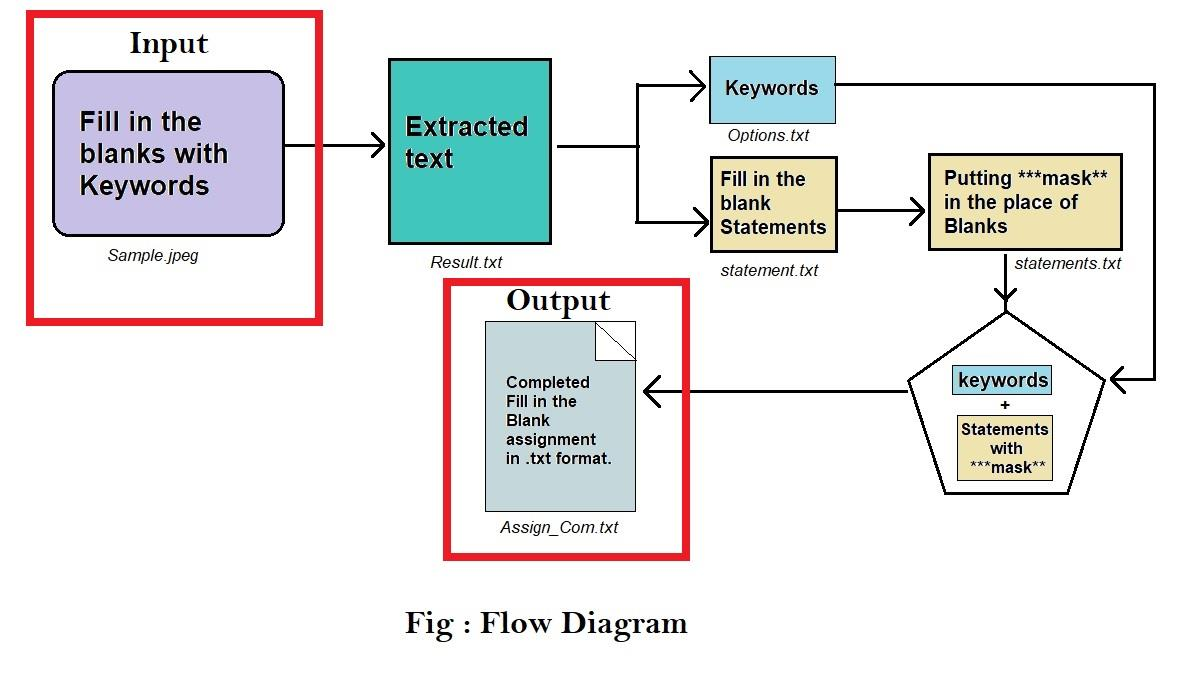 Input
Fill in the
blanks with
Keywords
Sample.jpeg
Extracted
text
Result.txt
Keywords
Options.txt
Fill in the
blank
Statements
statement.txt
Putting ***mask**
in the place of
Blanks
statements.txt
keywords
+
Statements
with
***mask**
Output
Completed
Fill in the
Blank
assignment
in .txt format.
Assign_Com.txt
Fig : Flow Diagram